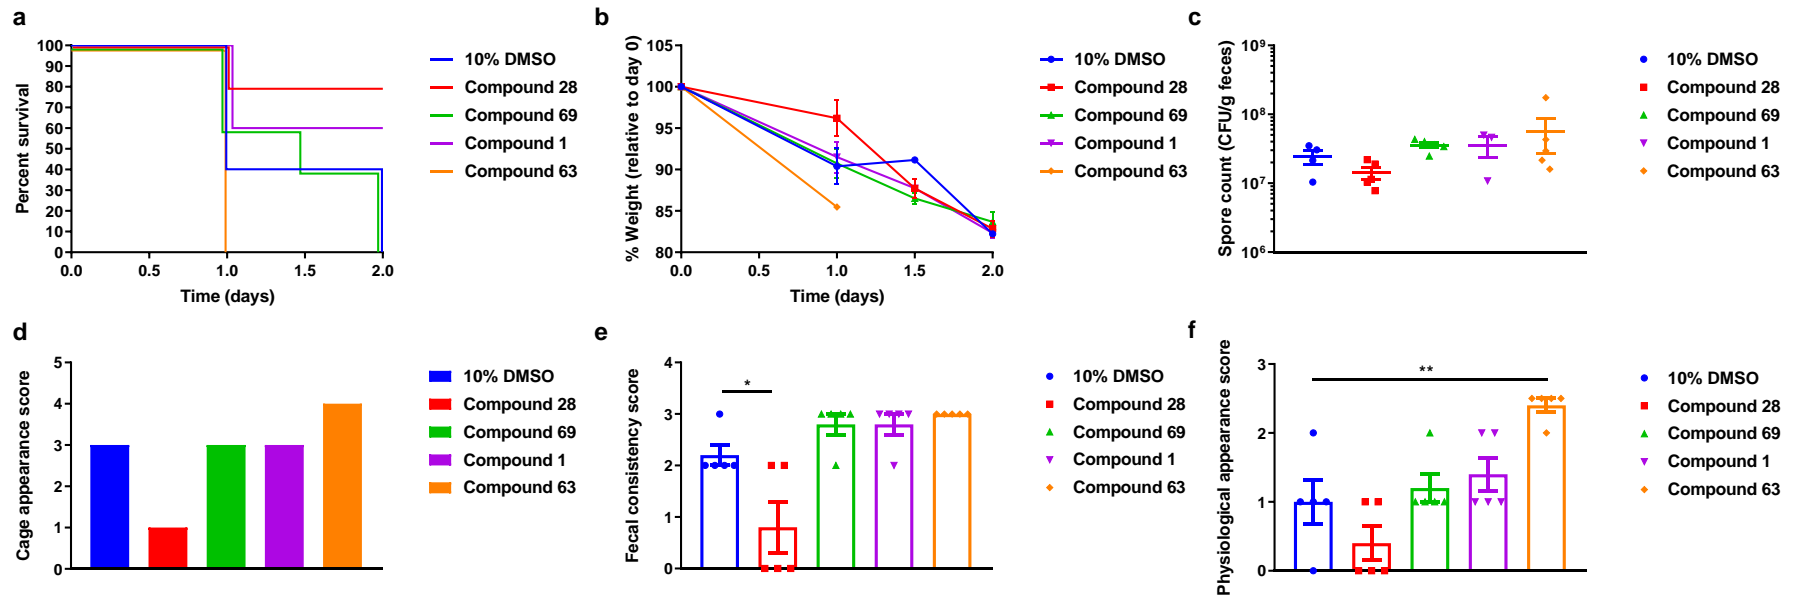 a
Percent survival
100
90
80
70
60
50
40
30
20
10
0
0.0 0.5 1.0 1.5 2.0
Time (days)
10% DMSO
Compound 28
Compound 69
Compound 1
Compound 63
b
% Weight (relative to day 0)
105
100
95
90
85
80
0.0 0.5 1.0 1.5 2.0
Time (days)
10% DMSO
Compound 28
Compound 69
Compound 1
Compound 63
c
Spore count (CFU/g feces)
10⁹
10⁸
10⁷
10⁶
10% DMSO
Compound 28
Compound 69
Compound 1
Compound 63
d
Cage appearance score
5
4
3
2
1
0
10% DMSO
Compound 28
Compound 69
Compound 1
Compound 63
e
Fecal consistency score
4
3
2
1
0
*
10% DMSO
Compound 28
Compound 69
Compound 1
Compound 63
f
Physiological appearance score
3
2
1
0
**
10% DMSO
Compound 28
Compound 69
Compound 1
Compound 63